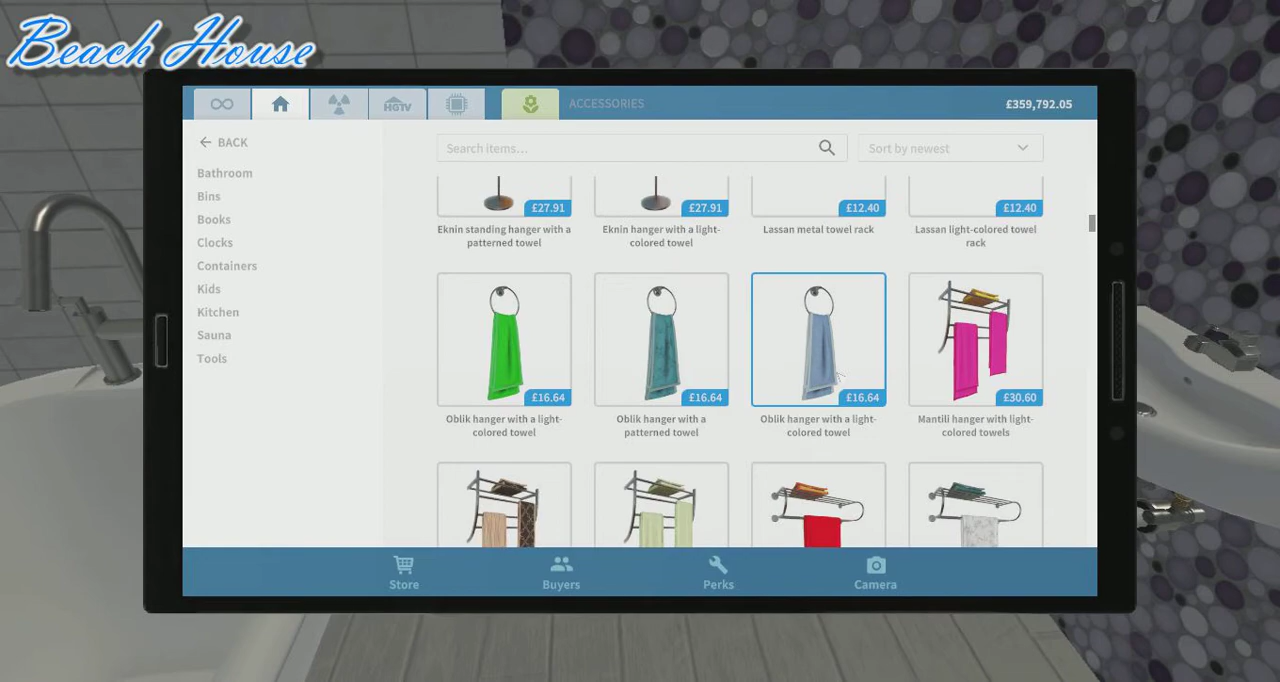 Beach House
HGTV
ACCESSORIES
£359,792.05
BACK
Search items...
Sort by newest
Bathroom
Bins
Books
Clocks
Containers
Kids
Kitchen
Sauna
Tools
£27.91
£27.91
£12.40
£12.40
Eknin standing hanger with a
patterned towel
Eknin hanger with a light-
colored towel
Lassan metal towel rack
Lassan light-colored towel
rack
£16.64
£16.64
£16.64
£30.60
Oblik hanger with a light-
colored towel
Oblik hanger with a
patterned towel
Oblik hanger with a light-
colored towel
Mantili hanger with light-
colored towels
Store
Buyers
Perks
Camera